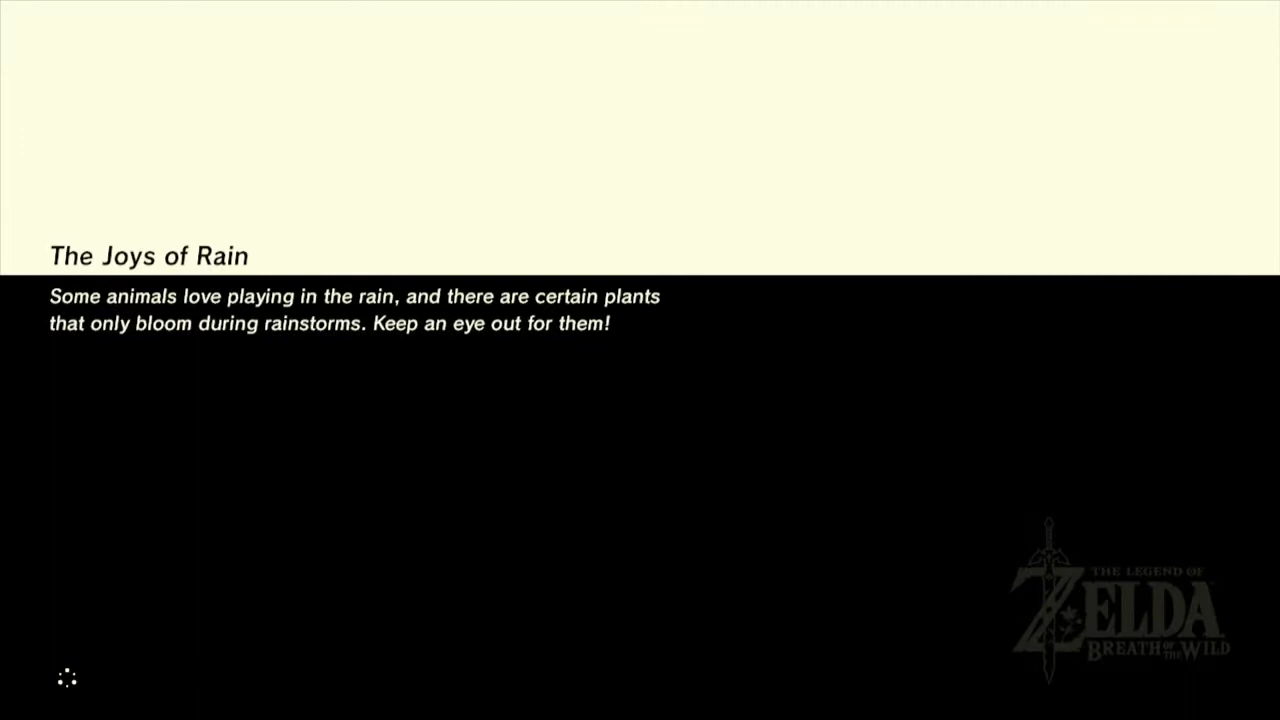 The Joys of Rain
Some animals love playing in the rain, and there are certain plants
that only bloom during rainstorms. Keep an eye out for them!
THE LEGEND OF
ZELDA
BREATH OF THE WILD